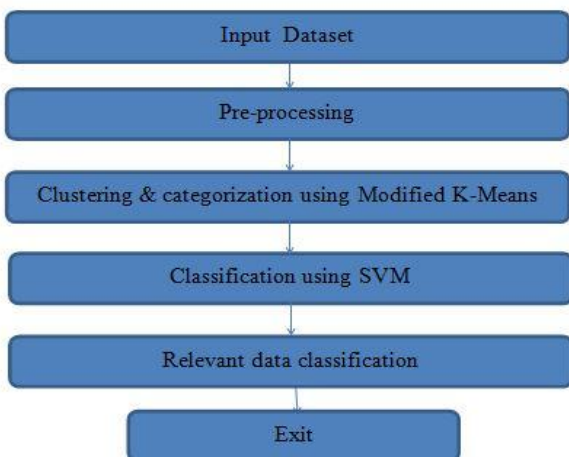 Input Dataset
Pre-processing
Clustering & categorization using Modified K-Means
Classification using SVM
Relevant data classification
Exit